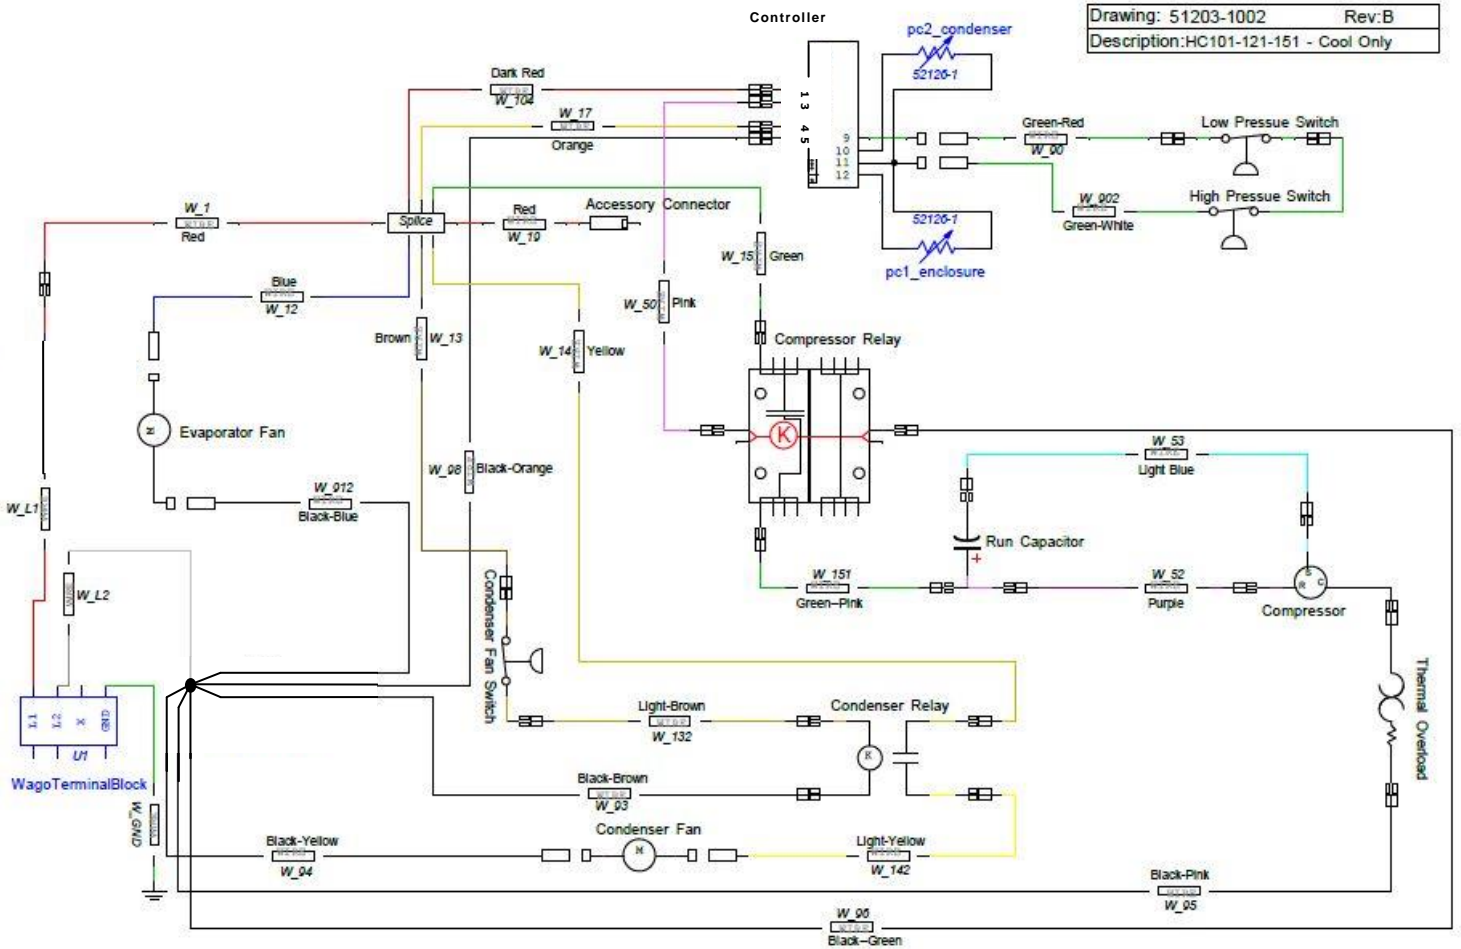 Controller
Drawing: 51203-1002 Rev:B
Description:HC101-121-151 - Cool Only
pc2_condenser
52126-1
Dark Red
W_104
W_17
Orange
1
3
4
5
9
10
11
12
Green-Red
W_90
Low Pressue Switch
High Pressue Switch
W_902
Green-White
52126-1
pc1_enclosure
W_1
Red
Splice
Red
W_19
Accessory Connector
W_15
Green
Blue
W_12
W_50
Pink
Brown
W_13
W_14
Yellow
Compressor Relay
K
Evaporator Fan
M
W_98
Black-Orange
W_53
Light Blue
W_L1
W_912
Black-Blue
Run Capacitor
+
W_L2
Condenser Fan Switch
W_151
Green-Pink
W_52
Purple
S
R
C
Compressor
Thermal Overload
L1
L2
X
GND
U1
WagoTerminalBlock
Light-Brown
W_132
Condenser Relay
K
W_GND
Black-Brown
W_93
Condenser Fan
M
Black-Yellow
W_94
Light-Yellow
W_142
Black-Pink
W_95
W_96
Black-Green